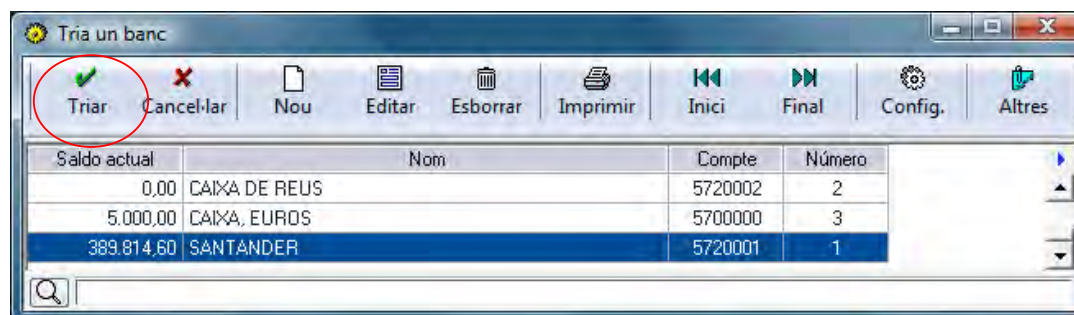 Tria un banc
Triar Cancel·lar Nou Editar Esborrar Imprimir Inici Final Config. Altres
Saldo actual Nom Compte Número
0,00 CAIXA DE REUS 5720002 2
5.000,00 CAIXA, EUROS 5700000 3
389.814,60 SANTANDER 5720001 1